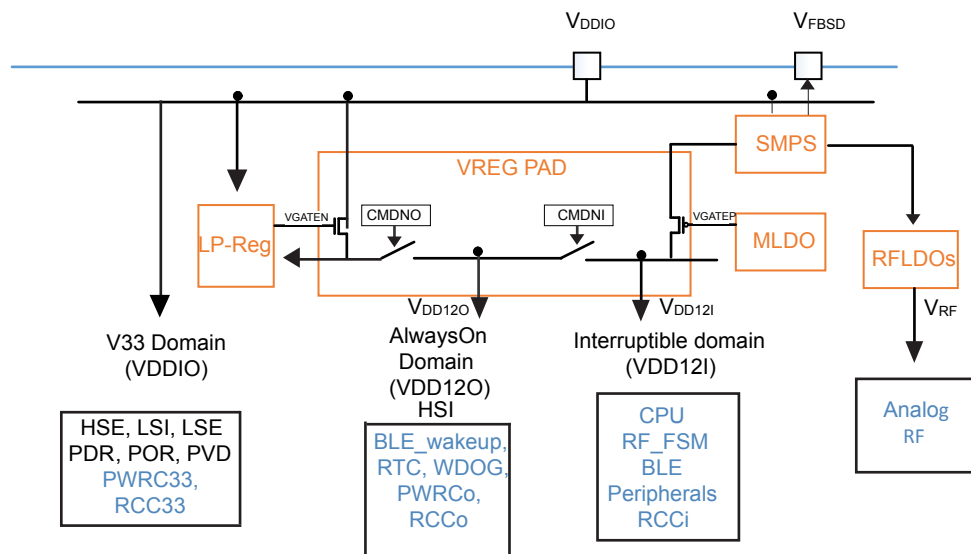 VDDIO
VFBSD
SMPS
VREG PAD
CMDNO
CMDNI
VGATEN
VGATEP
LP-Reg
MLDO
RFLDOs
VDD12O
VDD12I
VRF
V33 Domain
(VDDIO)
AlwaysOn
Domain
(VDD12O)
HSI
Interruptible domain
(VDD12I)
HSE, LSI, LSE
PDR, POR, PVD
PWRC33,
RCC33
BLE_wakeup,
RTC, WDOG,
PWRCo,
RCCo
CPU
RF_FSM
BLE
Peripherals
RCCi
Analog
RF